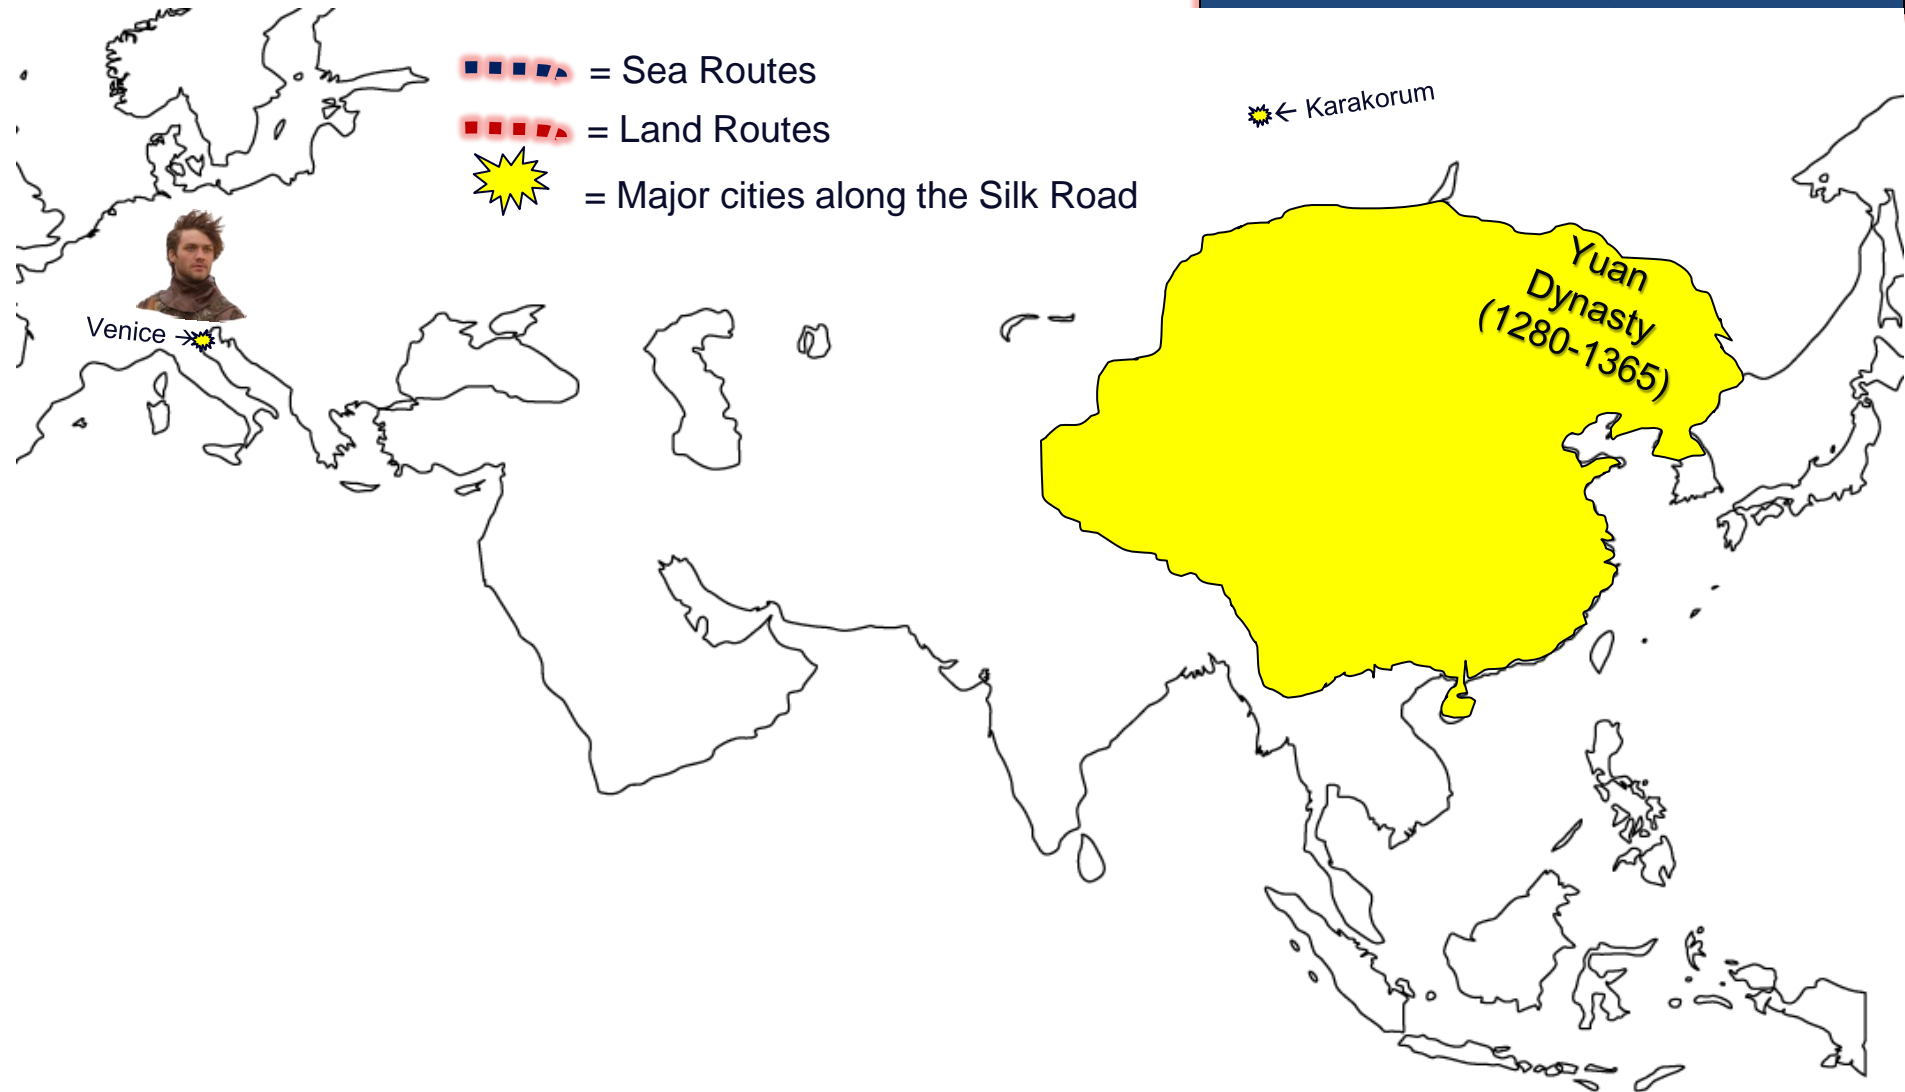 = Sea Routes
= Land Routes
= Major cities along the Silk Road
← Karakorum
Venice →
Yuan
Dynasty
(1280-1365)